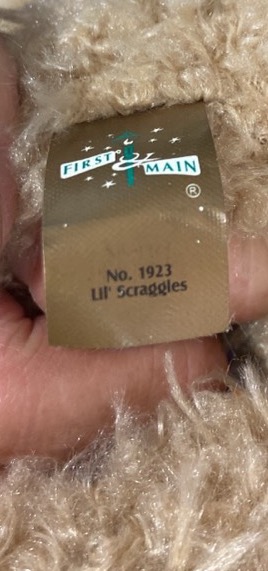 FIRST & MAIN
®
No. 1923
Lil' Scraggles